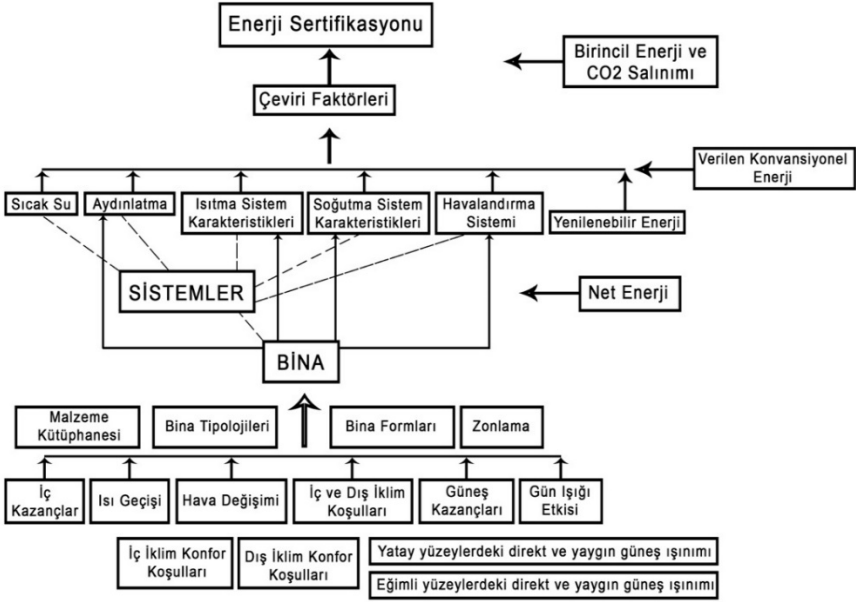 Enerji Sertifikasyonu
Birincil Enerji ve
CO2 Salınımı
Çeviri Faktörleri
Verilen Konvansiyonel
Enerji
Sıcak Su
Aydınlatma
Isıtma Sistem
Karakteristikleri
Soğutma Sistem
Karakteristikleri
Havalandırma
Sistemi
Yenilenebilir Enerji
SİSTEMLER
Net Enerji
BİNA
Malzeme
Kütüphanesi
Bina Tipolojileri
Bina Formları
Zonlama
İç
Kazançlar
Isı Geçişi
Hava Değişimi
İç ve Dış İklim
Koşulları
Güneş
Kazançları
Gün Işığı
Etkisi
İç İklim Konfor
Koşulları
Dış İklim Konfor
Koşulları
Yatay yüzeylerdeki direkt ve yaygın güneş ışınımı
Eğimli yüzeylerdeki direkt ve yaygın güneş ışınımı